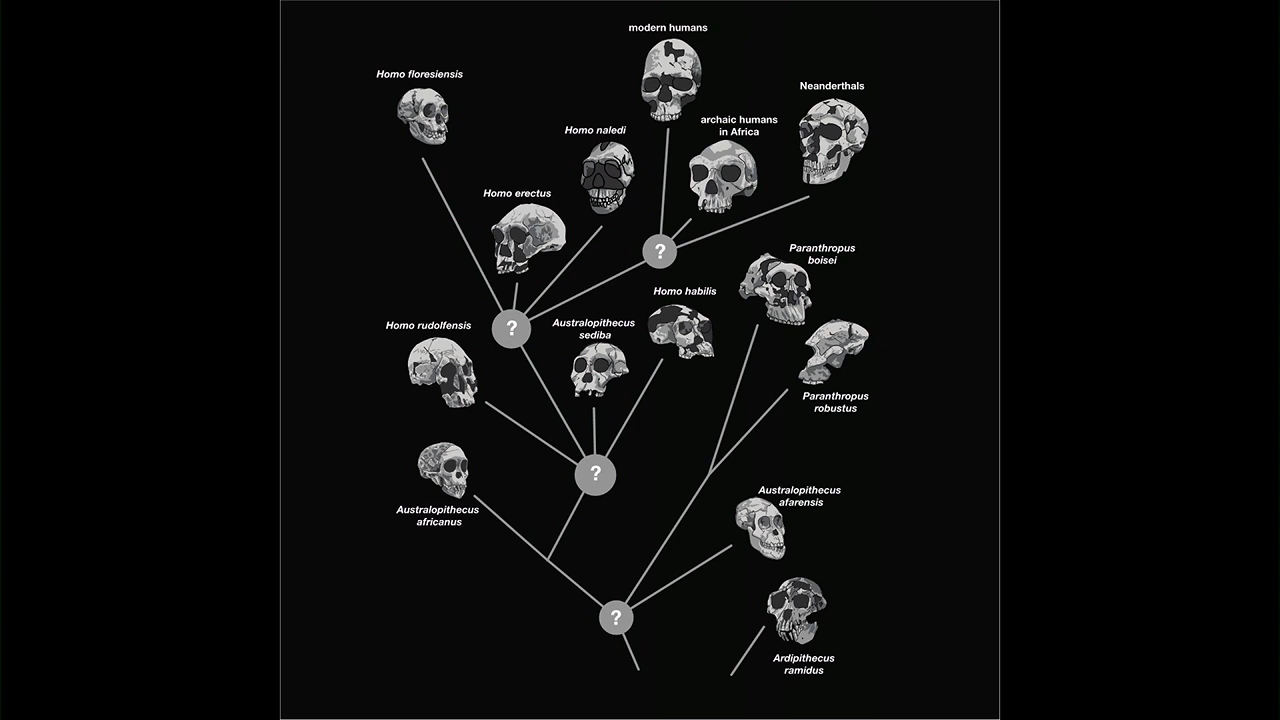 modern humans
Homo floresiensis
Neanderthals
archaic humans
in Africa
Homo naledi
Homo erectus
?
Paranthropus
boisei
Homo habilis
Homo rudolfensis
?
Australopithecus
sediba
Paranthropus
robustus
?
Australopithecus
afarensis
Australopithecus
africanus
?
Ardipithecus
ramidus